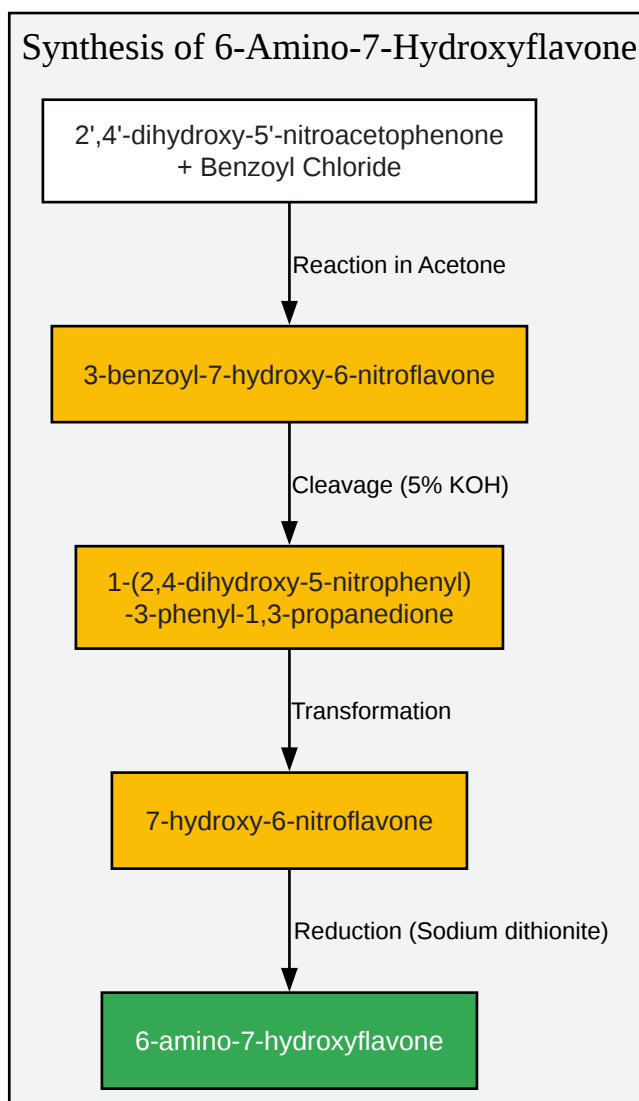 Synthesis of 6-Amino-7-Hydroxyflavone
2',4'-dihydroxy-5'-nitroacetophenone
+ Benzoyl Chloride
Reaction in Acetone
3-benzoyl-7-hydroxy-6-nitroflavone
Cleavage (5% KOH)
1-(2,4-dihydroxy-5-nitrophenyl)
-3-phenyl-1,3-propanedione
Transformation
7-hydroxy-6-nitroflavone
Reduction (Sodium dithionite)
6-amino-7-hydroxyflavone